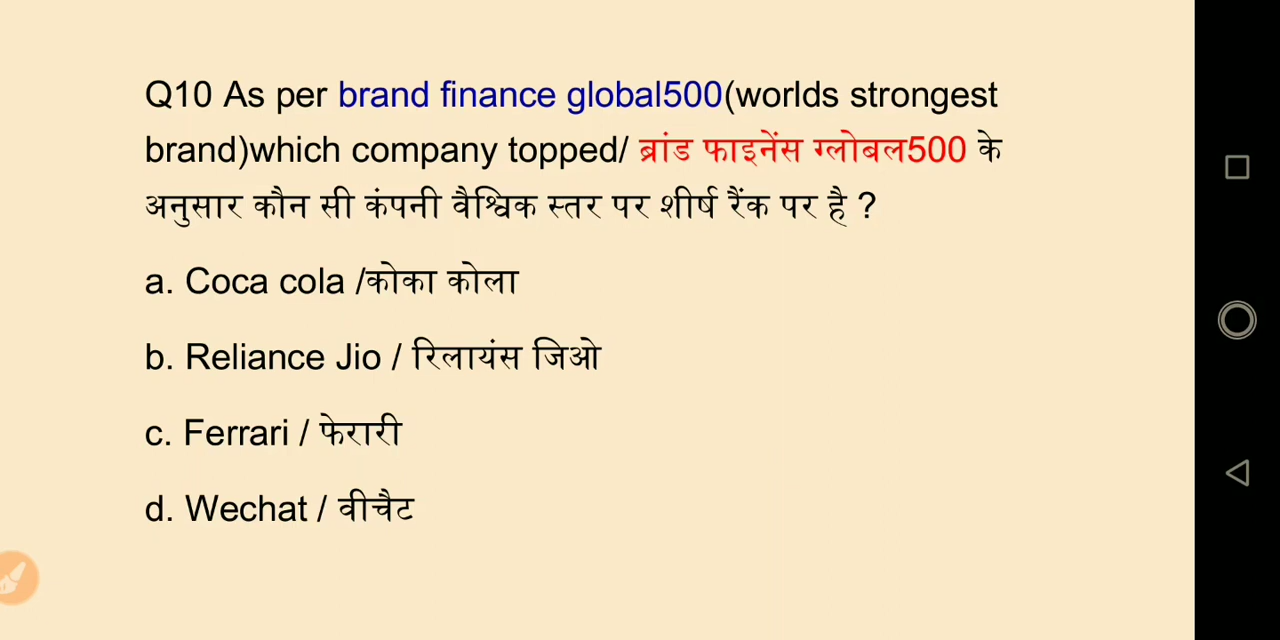 Q10 As per brand finance global500(worlds strongest
brand)which company topped/ ब्रांड फाइनेंस ग्लोबल500 के
अनुसार कौन सी कंपनी वैश्विक स्तर पर शीर्ष रैंक पर है ?
a. Coca cola /कोका कोला
b. Reliance Jio / रिलायंस जिओ
c. Ferrari / फेरारी
d. Wechat / वीचैट